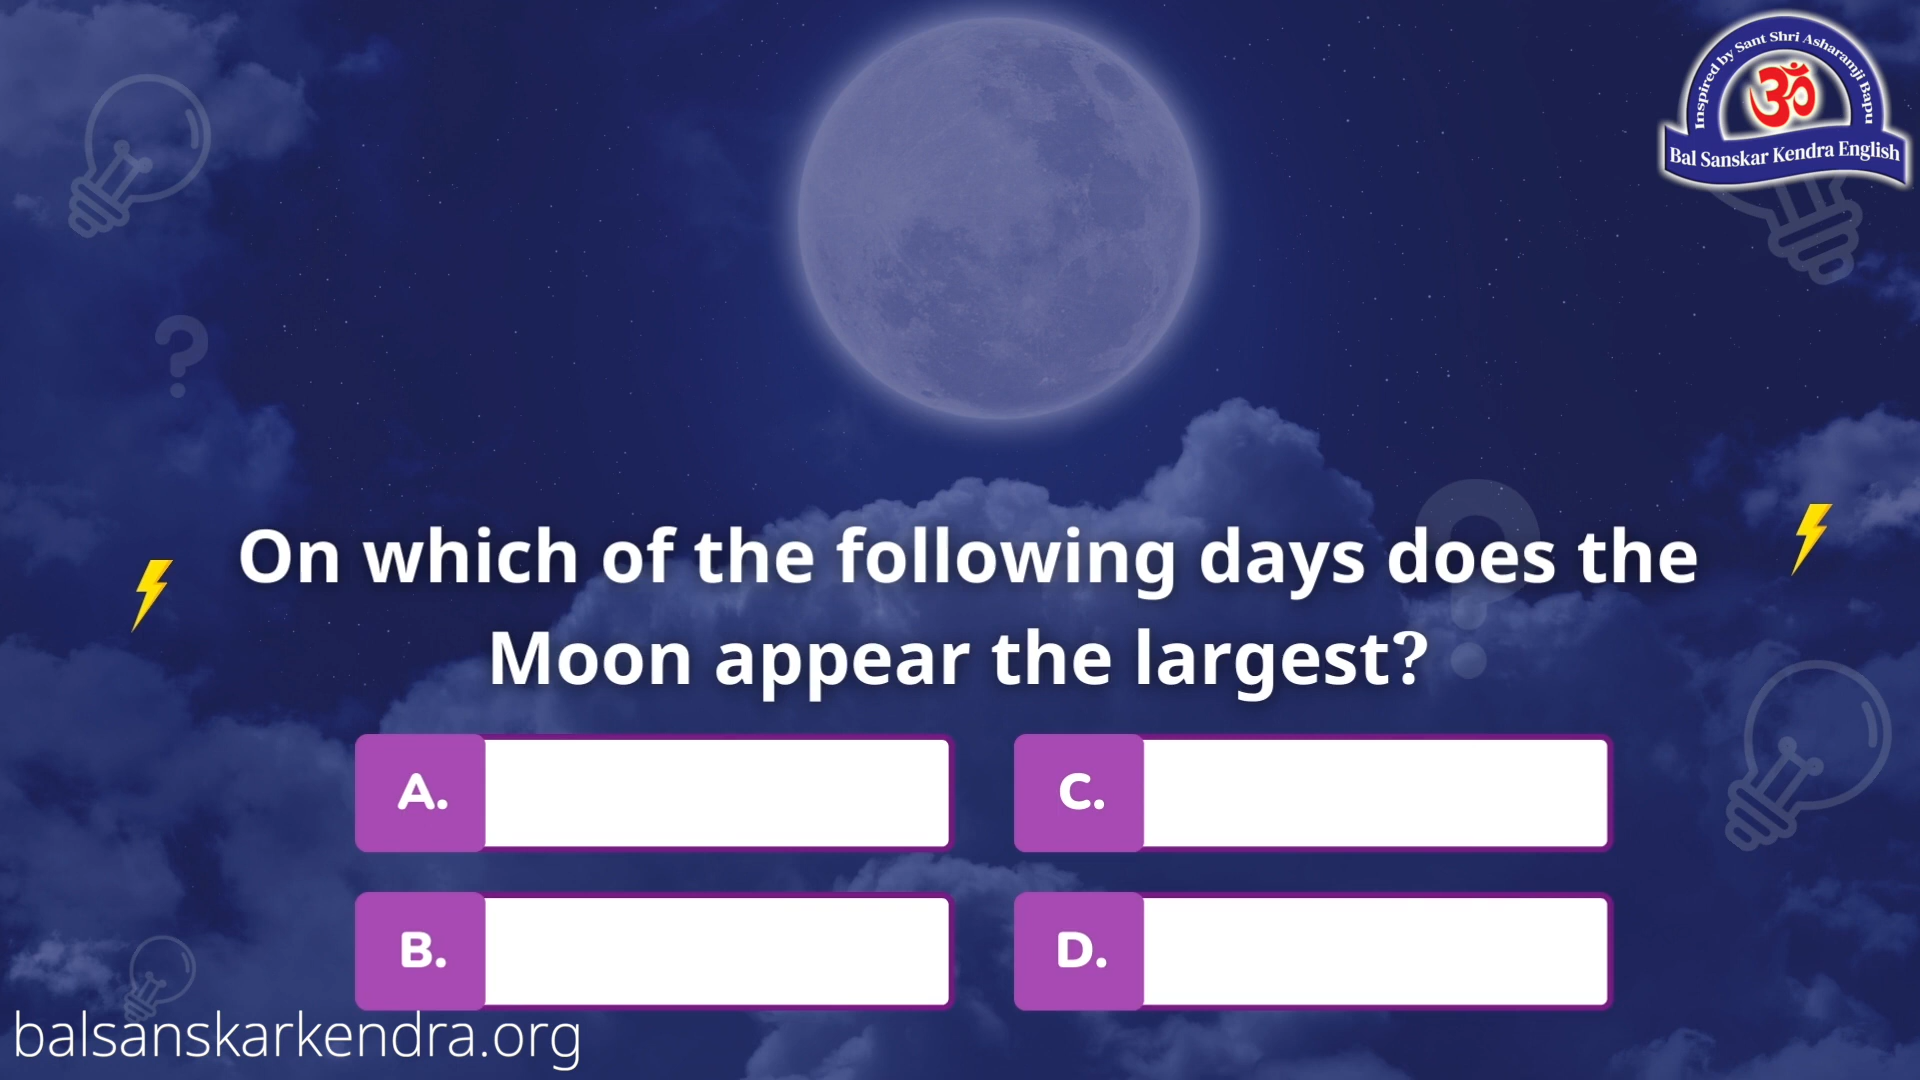 Inspired by Sant Shri Asharamji Bapu
ॐ
Bal Sanskar Kendra English
On which of the following days does the
Moon appear the largest?
A.
C.
B.
D.
balsanskarkendra.org